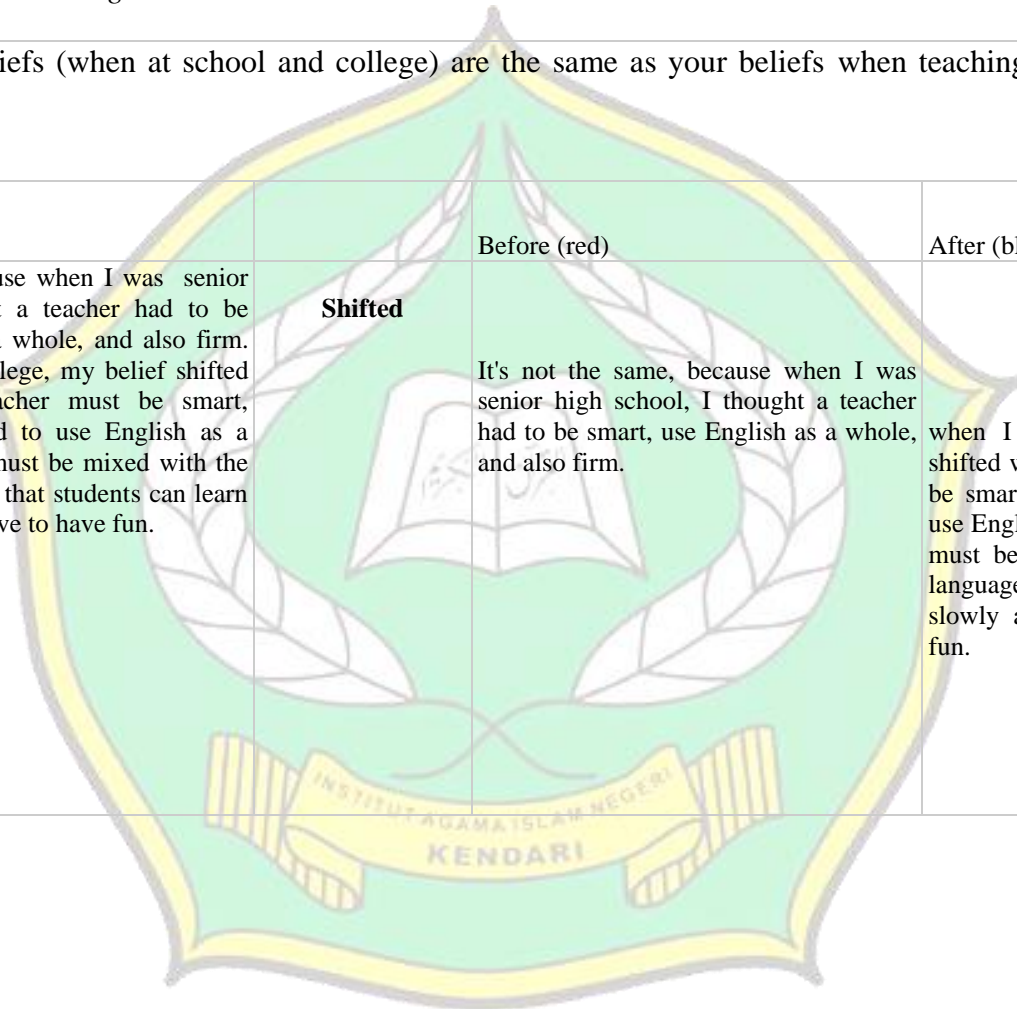 iefs (when at school and college) are the same as your beliefs when teaching
Before (red)
After (bl
use when I was senior
a teacher had to be
whole, and also firm.
lege, my belief shifted
acher must be smart,
d to use English as a
must be mixed with the
that students can learn
ve to have fun.
Shifted
It's not the same, because when I was
senior high school, I thought a teacher
had to be smart, use English as a whole,
and also firm.
when I
shifted w
be smar
use Engl
must be
language
slowly a
fun.
INSTITUT AGAMA ISLAM NEGERI
KENDARI